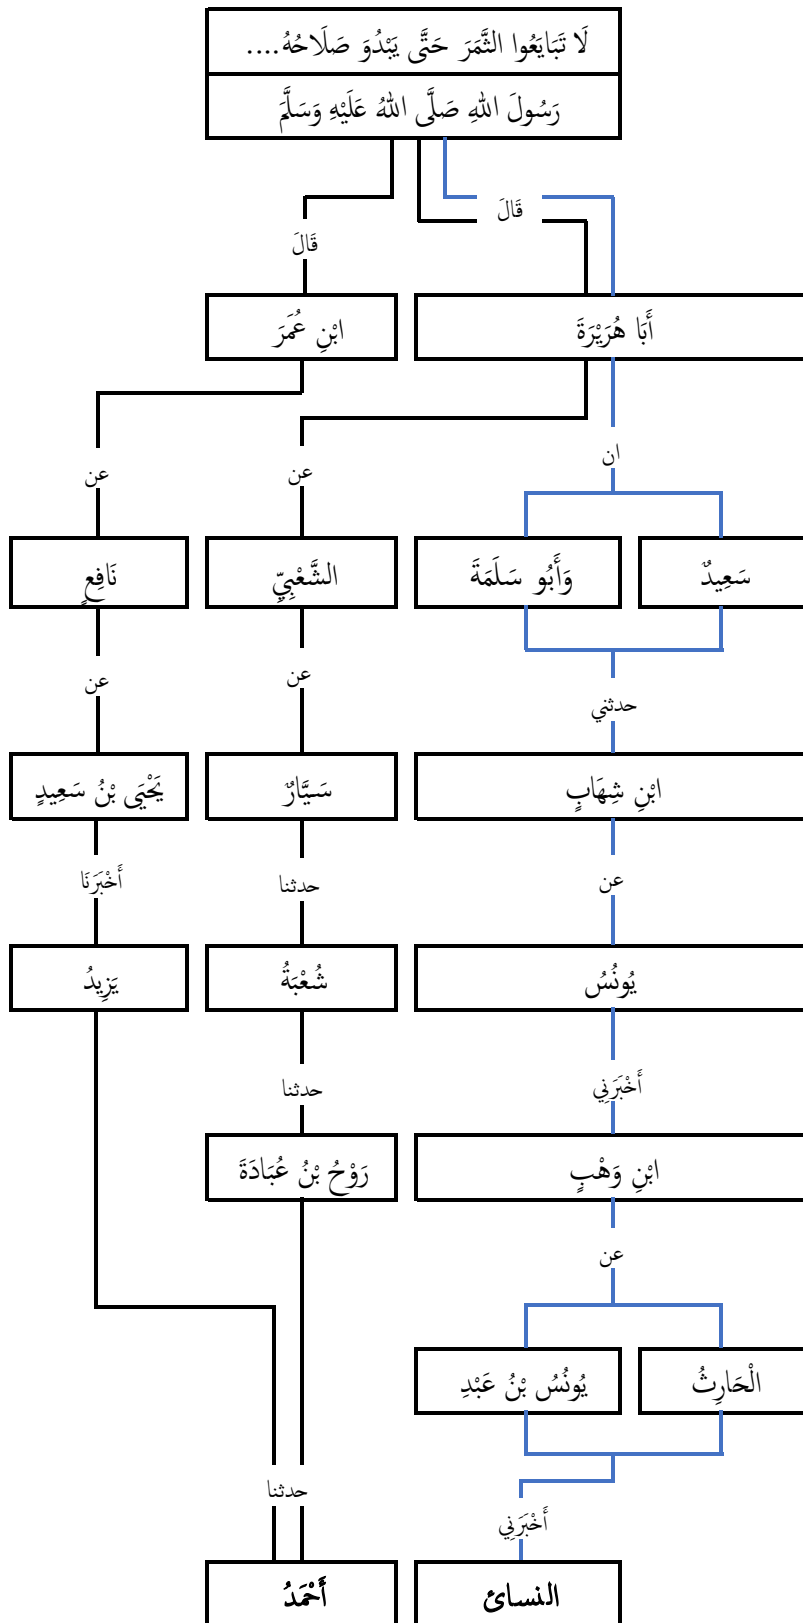 لَا تَبَايَعُوا الثَّمَرَ حَتَّى يَبْدُوَ صَلَاحُهُ....
رَسُولَ اللهِ صَلَّى اللهُ عَلَيْهِ وَسَلَّمَ
قَالَ
قَالَ
أَبَا هُرَيْرَةَ
ابْنِ عُمَرَ
ان
عن
عن
سَعِيدٌ
وَأَبُو سَلَمَةَ
الشَّعْبِيِّ
نَافِعٍ
حدثني
عن
عن
ابْنِ شِهَابٍ
سَيَّارٌ
يَحْيَى بْنُ سَعِيدٍ
عن
حدثنا
أَخْبَرَنَا
يُونُسُ
شُعْبَةُ
يَزِيدُ
أَخْبَرَنِي
حدثنا
ابْنِ وَهْبٍ
رَوْحُ بْنُ عُبَادَةَ
عن
الْحَارِثُ
يُونُسُ بْنُ عَبْدِ
حدثنا
أَخْبَرَنِي
النسائ
أَحْمَدُ